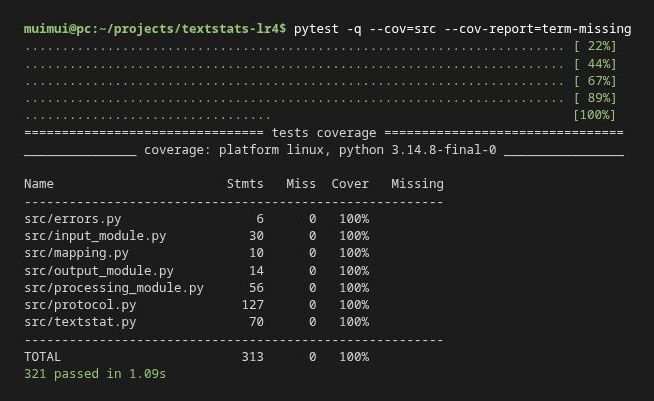 muimui@pc:~/projects/textstats-lr4$ pytest -q --cov=src --cov-report=term-missing
........................................................................ [ 22%]
........................................................................ [ 44%]
........................................................................ [ 67%]
........................................................................ [ 89%]
.................................                                        [100%]
================================ tests coverage ================================
_______________ coverage: platform linux, python 3.14.8-final-0 ________________
Name                       Stmts   Miss  Cover   Missing
--------------------------------------------------------
src/errors.py                  6      0   100%
src/input_module.py           30      0   100%
src/mapping.py                10      0   100%
src/output_module.py          14      0   100%
src/processing_module.py      56      0   100%
src/protocol.py              127      0   100%
src/textstat.py               70      0   100%
--------------------------------------------------------
TOTAL                        313      0   100%
321 passed in 1.09s